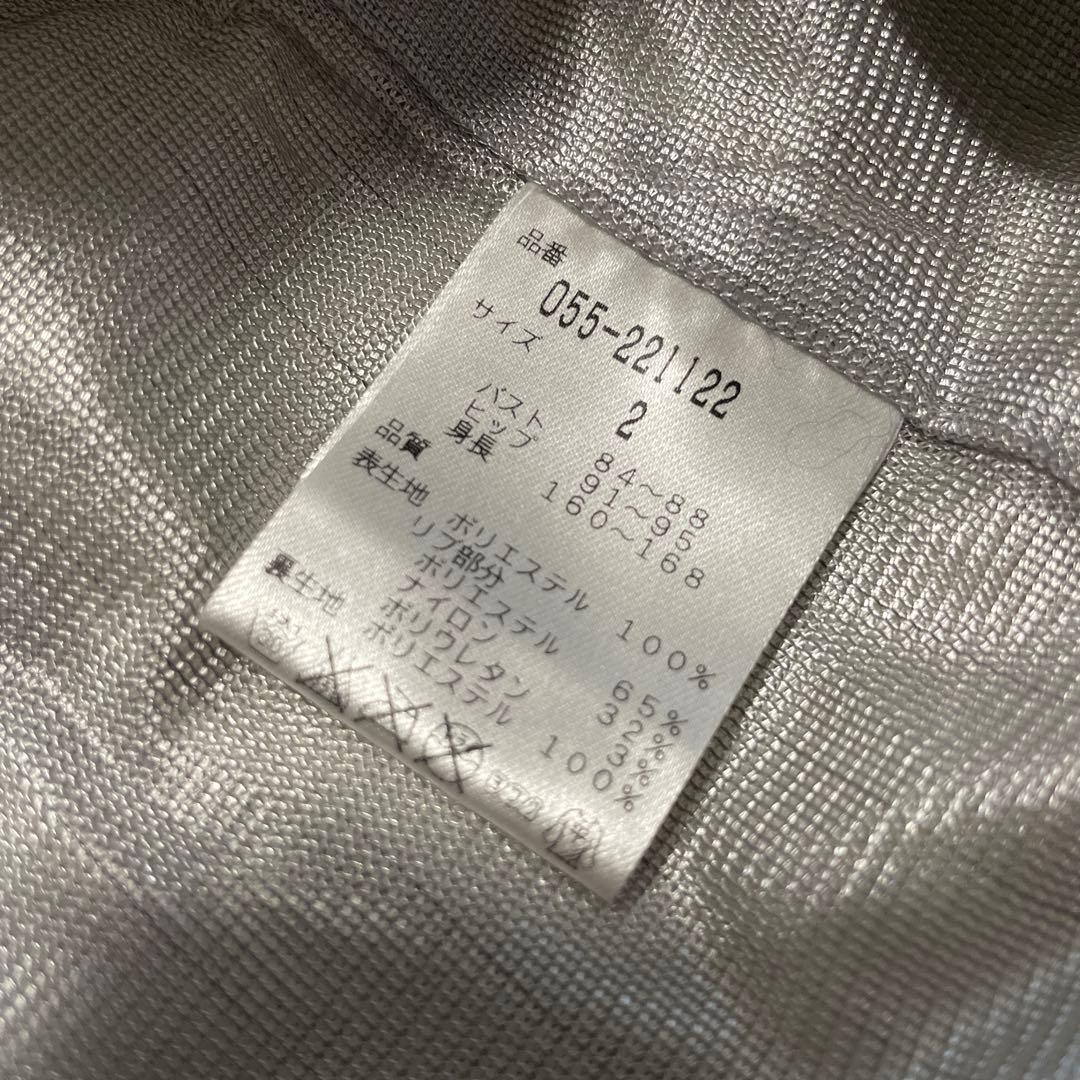 品番
055-221122
サイズ 2
バスト 84～88
ヒップ 91～95
身長 160～168
品質
表生地 ポリエステル 100%
リブ部分
ポリエステル 65%
ナイロン 32%
ポリウレタン 3%
裏生地 ポリエステル 100%